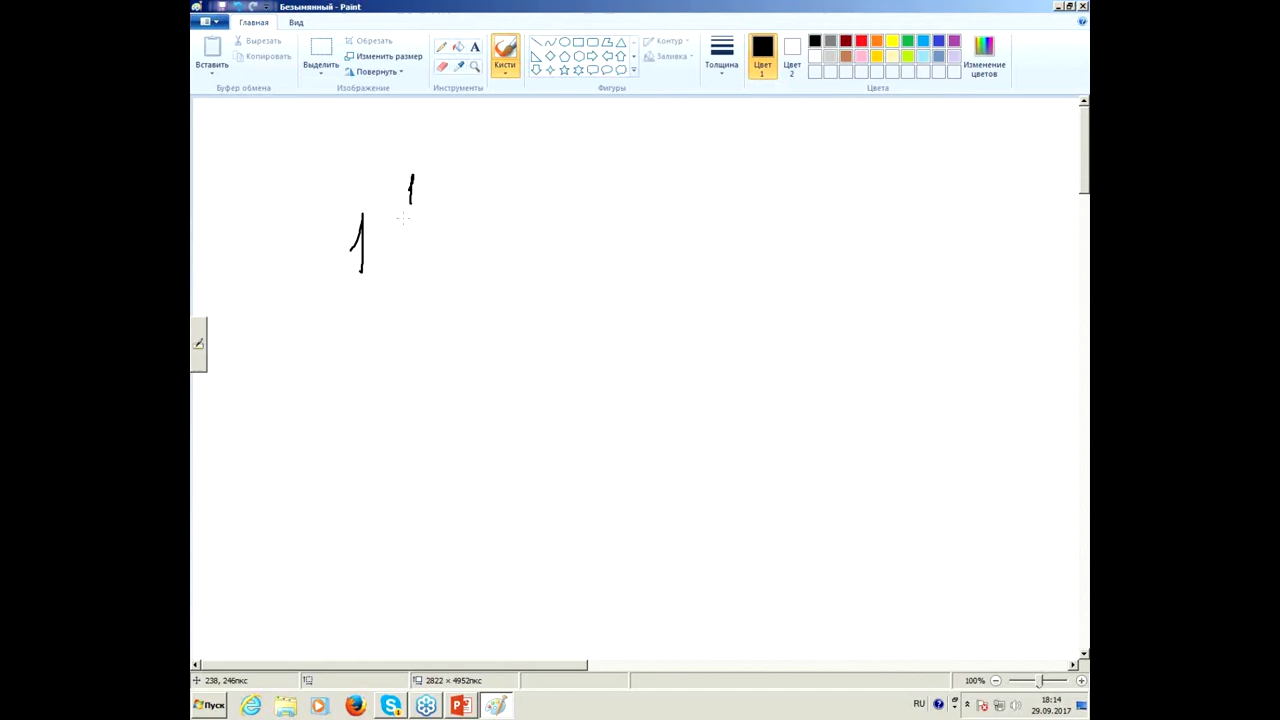 Безымянный - Paint
Главная Вид
Вставить
Вырезать
Копировать
Буфер обмена
Выделить
Обрезать
Изменить размер
Повернуть
Изображение
A
Инструменты
Кисти
Контур
Заливка
Фигуры
Толщина
Цвет 1
Цвет 2
Изменение цветов
Цвета
1
1
238, 246пкс
2822 × 4952пкс
100%
Пуск
RU
18:14
29.09.2017